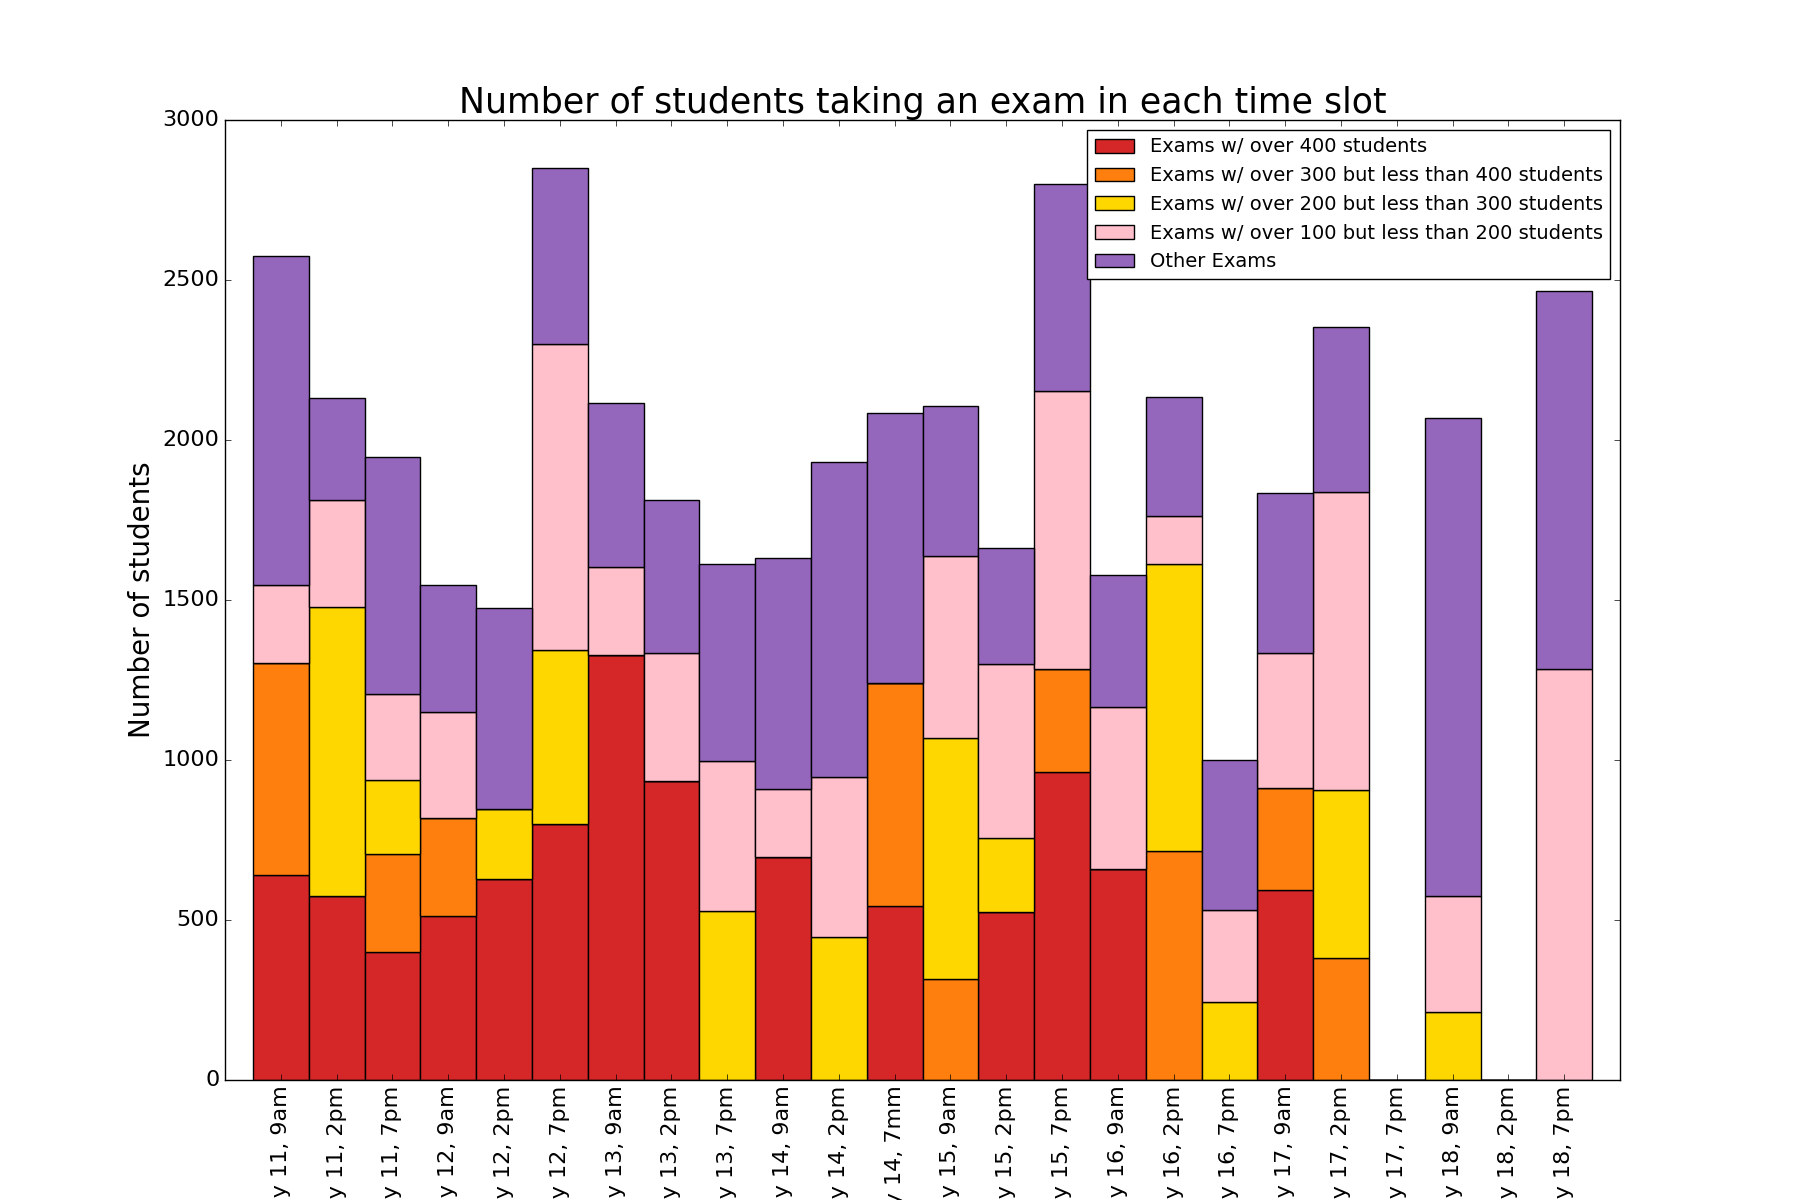 Number of students taking an exam in each time slot
Exams w/ over 400 students
Exams w/ over 300 but less than 400 students
Exams w/ over 200 but less than 300 students
Exams w/ over 100 but less than 200 students
Other Exams
Number of students
3000
2500
2000
1500
1000
500
0
y 11, 9am
y 11, 2pm
y 11, 7pm
y 12, 9am
y 12, 2pm
y 12, 7pm
y 13, 9am
y 13, 2pm
y 13, 7pm
y 14, 9am
y 14, 2pm
y 14, 7mm
y 15, 9am
y 15, 2pm
y 15, 7pm
y 16, 9am
y 16, 2pm
y 16, 7pm
y 17, 9am
y 17, 2pm
y 17, 7pm
y 18, 9am
y 18, 2pm
y 18, 7pm